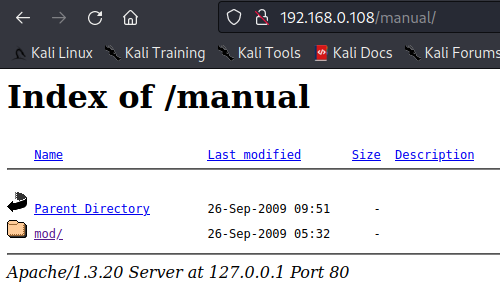 192.168.0.108/manual/
Kali Linux Kali Training Kali Tools Kali Docs Kali Forums
Index of /manual
Name Last modified Size Description
Parent Directory 26-Sep-2009 09:51 -
mod/ 26-Sep-2009 05:32 -
Apache/1.3.20 Server at 127.0.0.1 Port 80